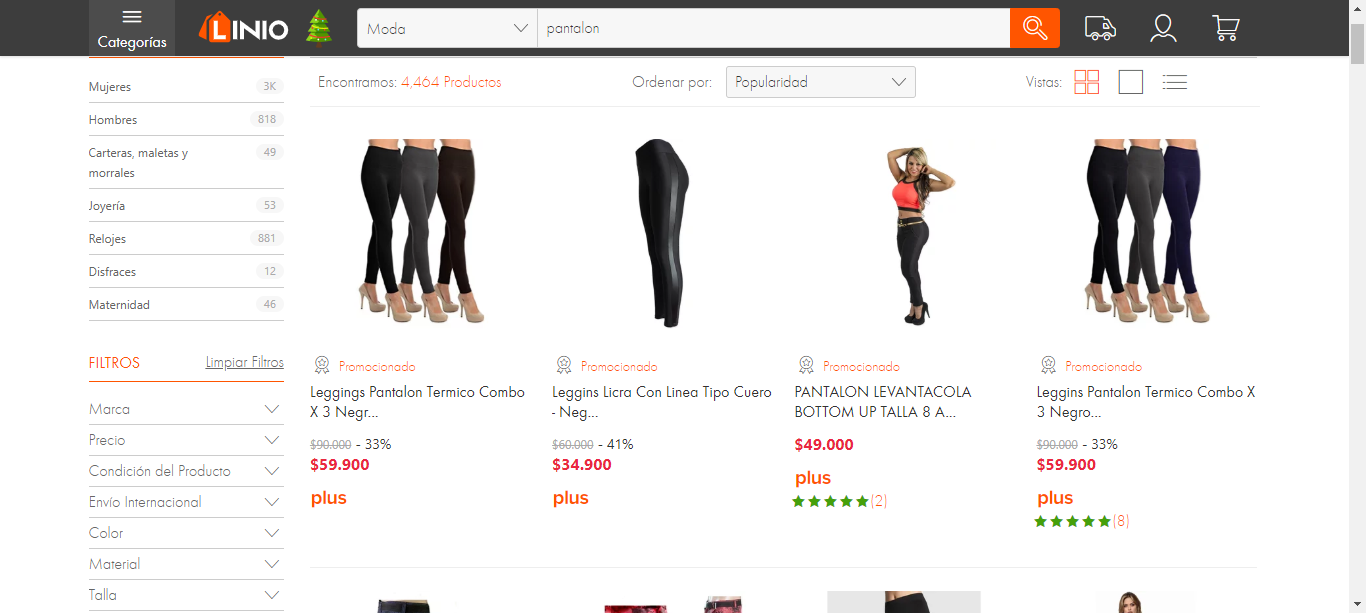 Categorías
LINIO
Moda
pantalon
Mujeres
3K
Hombres
818
Carteras, maletas y
morrales
49
Joyería
53
Relojes
881
Disfraces
12
Maternidad
46
FILTROS
Limpiar Filtros
Marca
Precio
Condición del Producto
Envío Internacional
Color
Material
Talla
Encontramos: 4,464 Productos
Ordenar por:
Popularidad
Vistas:
Promocionado
Leggings Pantalon Termico Combo
X 3 Negr...
$90.000 - 33%
$59.900
plus
Promocionado
Leggins Licra Con Linea Tipo Cuero
- Neg...
$60.000 - 41%
$34.900
plus
Promocionado
PANTALON LEVANTACOLA
BOTTOM UP TALLA 8 A...
$49.000
plus
(2)
Promocionado
Leggins Pantalon Termico Combo X
3 Negro...
$90.000 - 33%
$59.900
plus
(8)